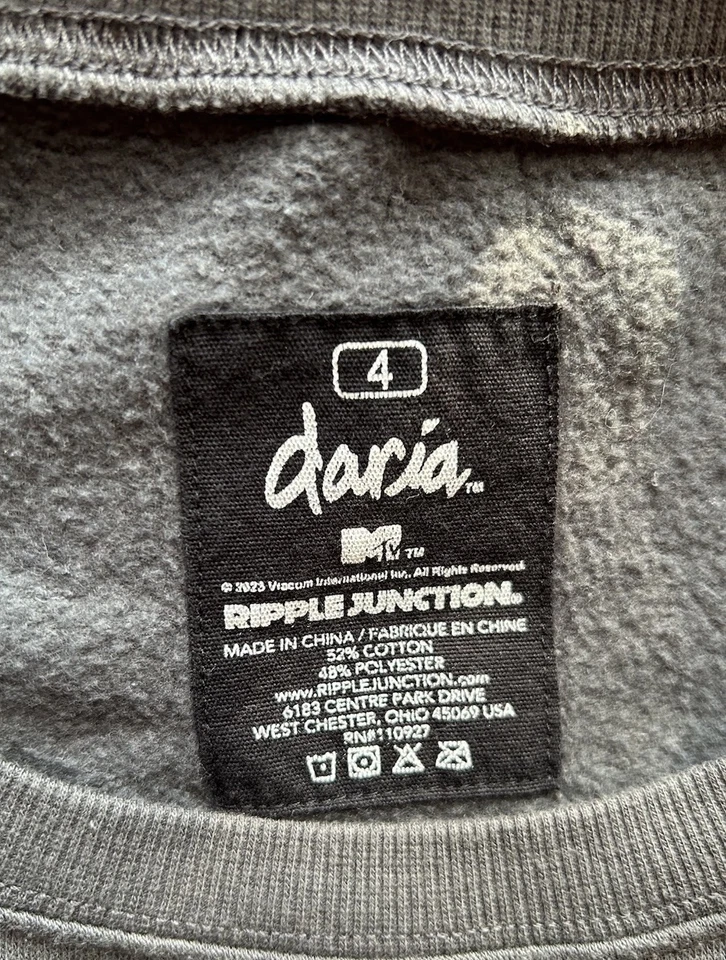 4
daria™
MTV™
© 2023 Viacom International Inc. All Rights Reserved.
RIPPLE JUNCTION®
MADE IN CHINA / FABRIQUE EN CHINE
52% COTTON
48% POLYESTER
www.RIPPLEJUNCTION.com
6183 CENTRE PARK DRIVE
WEST CHESTER, OHIO 45069 USA
RN#110927